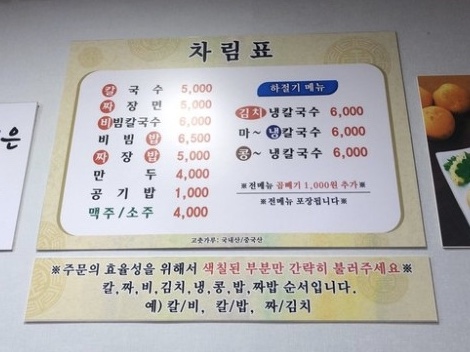 차림표
칼국수 5,000
짜장면 5,000
비빔칼국수 6,000
비빔밥 6,500
짜장밥 5,000
만두 4,000
공기밥 1,000
맥주/소주 4,000
하절기 메뉴
김치냉칼국수 6,000
마~냉칼국수 6,000
콩~냉칼국수 6,000
※전메뉴 곱빼기 1,000원 추가※
※전메뉴 포장됩니다※
고춧가루: 국내산/중국산
※주문의 효율성을 위해서 색칠된 부분만 간략히 불러주세요※
칼,짜,비,김치,냉,콩,밥,짜밥 순서입니다.
예) 칼/비, 칼/밥, 짜/김치
은